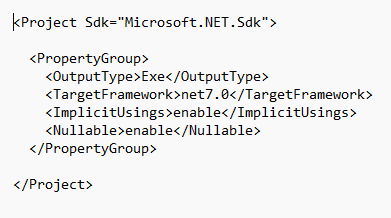 <Project Sdk="Microsoft.NET.Sdk">
<PropertyGroup>
<OutputType>Exe</OutputType>
<TargetFramework>net7.0</TargetFramework>
<ImplicitUsings>enable</ImplicitUsings>
<Nullable>enable</Nullable>
</PropertyGroup>
</Project>